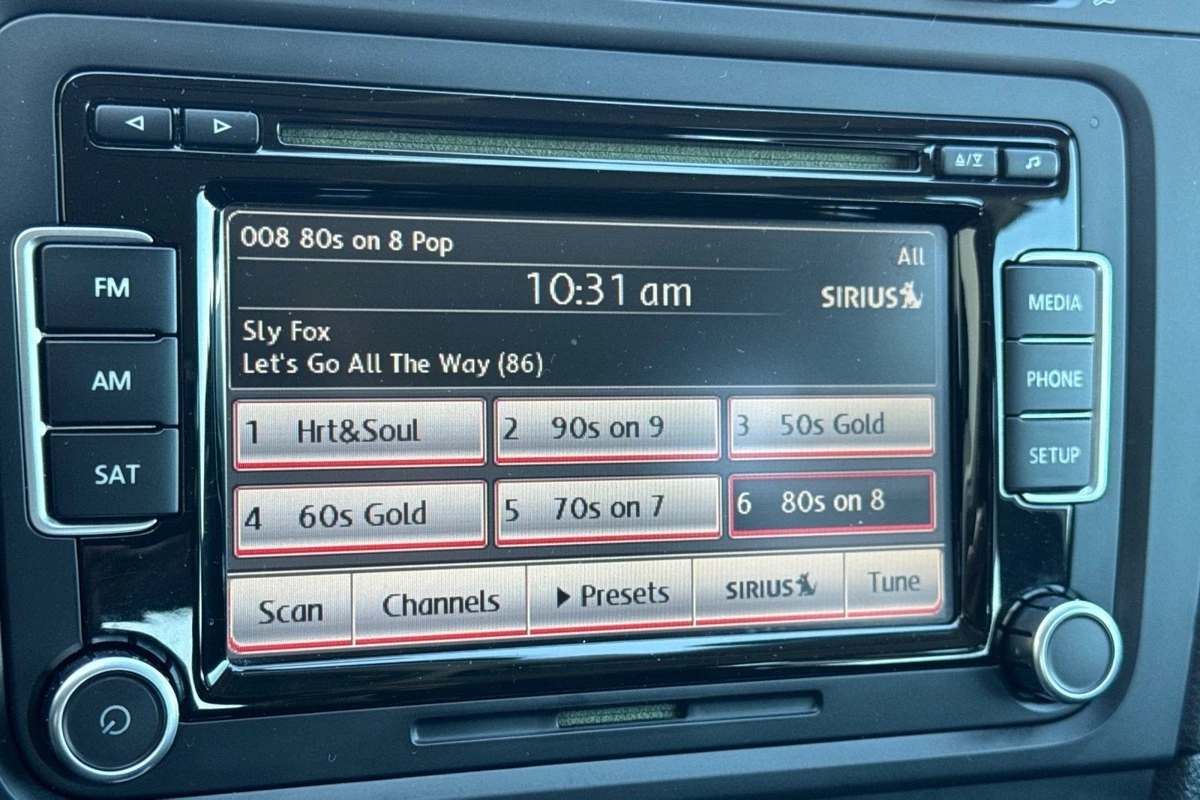 008 80s on 8 Pop
All
10:31 am
SIRIUS
Sly Fox
Let's Go All The Way (86)
1 Hrt&Soul
2 90s on 9
3 50s Gold
4 60s Gold
5 70s on 7
6 80s on 8
Scan
Channels
Presets
SIRIUS
Tune
FM
AM
SAT
MEDIA
PHONE
SETUP